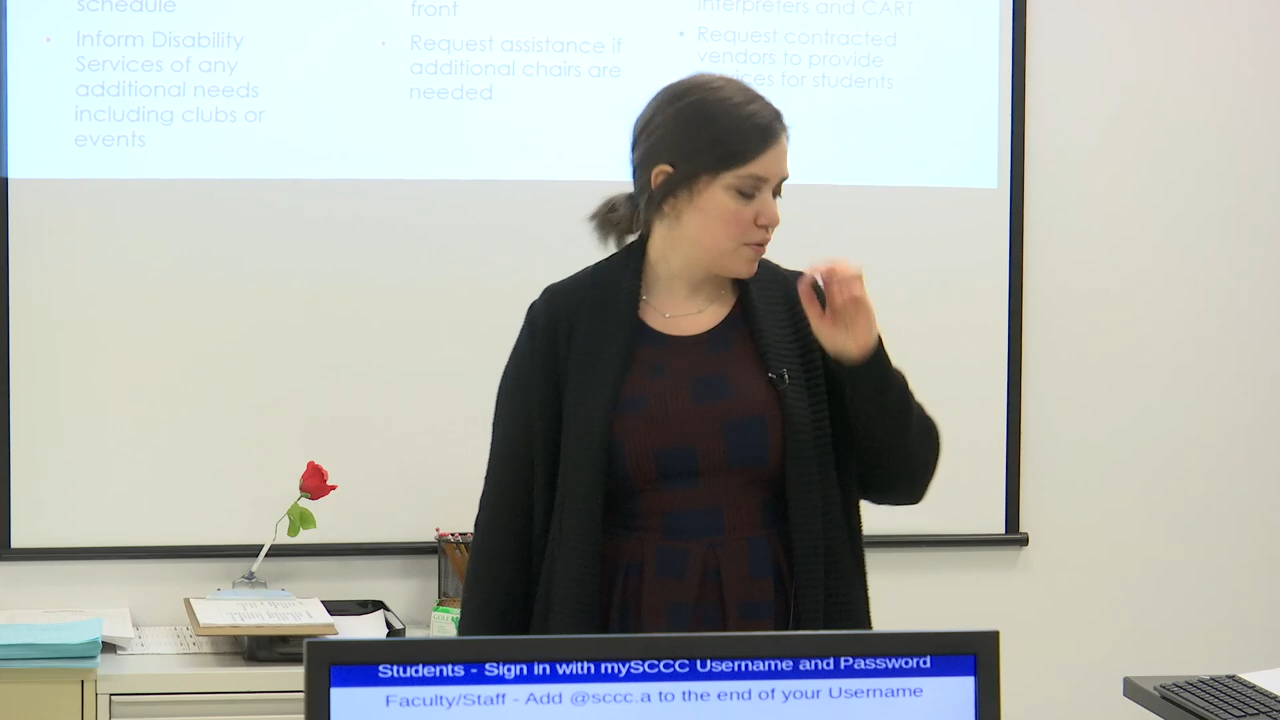 schedule
• Inform Disability
Services of any
additional needs
including clubs or
events
front
• Request assistance if
additional chairs are
needed
interpreters and CART
• Request contracted
vendors to provide
for students
Students - Sign in with mySCCC Username and Password
Faculty/Staff - Add @sccc.a to the end of your Username